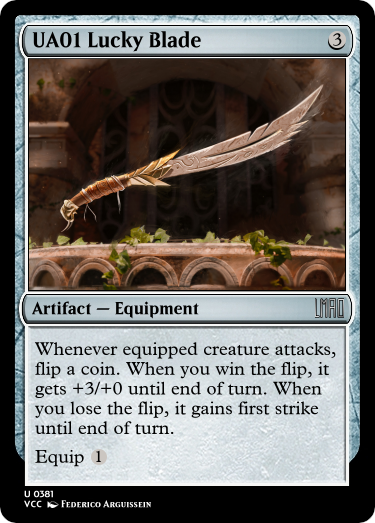 UA01 Lucky Blade 3
Artifact — Equipment LMAO
Whenever equipped creature attacks,
flip a coin. When you win the flip, it
gets +3/+0 until end of turn. When
you lose the flip, it gains first strike
until end of turn.
Equip 1
U 0381
VCC Federico Arguissein